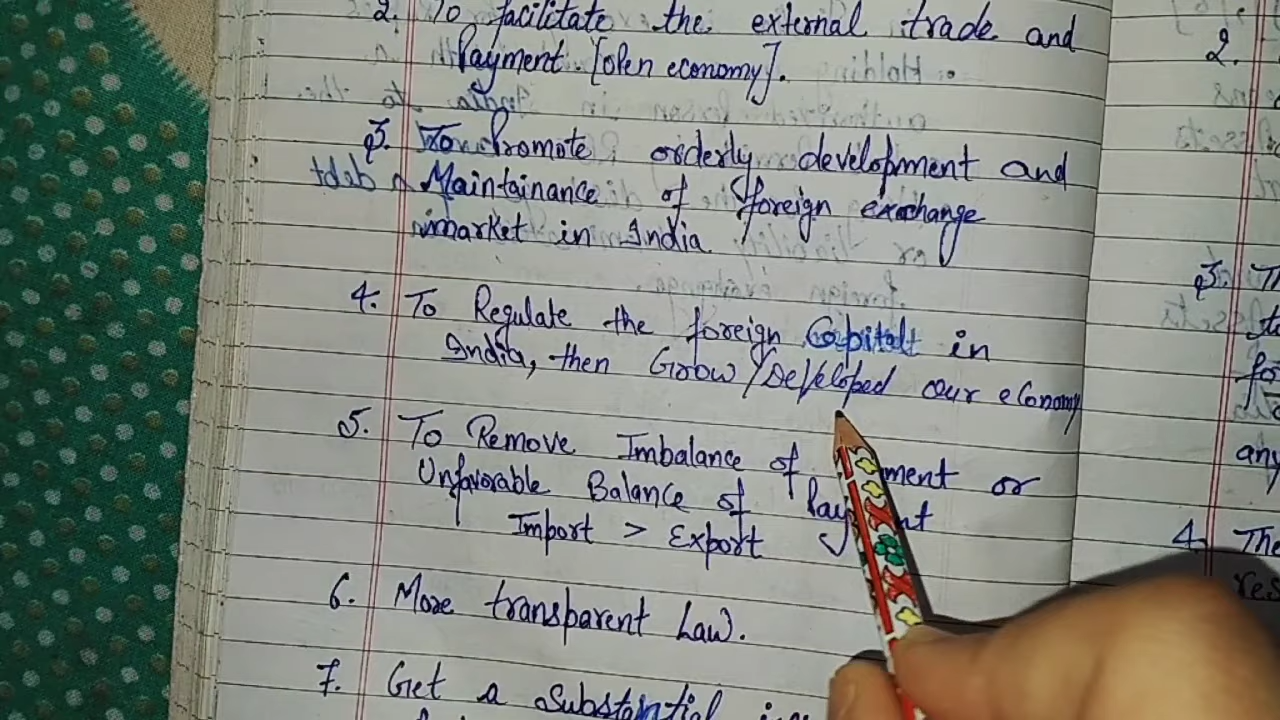 2. To facilitate the external trade and
Payment. [open economy].
3. To Promote orderly development and
Maintainance of foreign exchange
market in India
4. To Regulate the foreign Capital in
India, then Grow/Developed our economy
5. To Remove Imbalance of Payment or
Unfavorable Balance of Payment
Import > Export
6. More transparent Law.
7. Get a Substantial
2.
3.
any
4. The
res